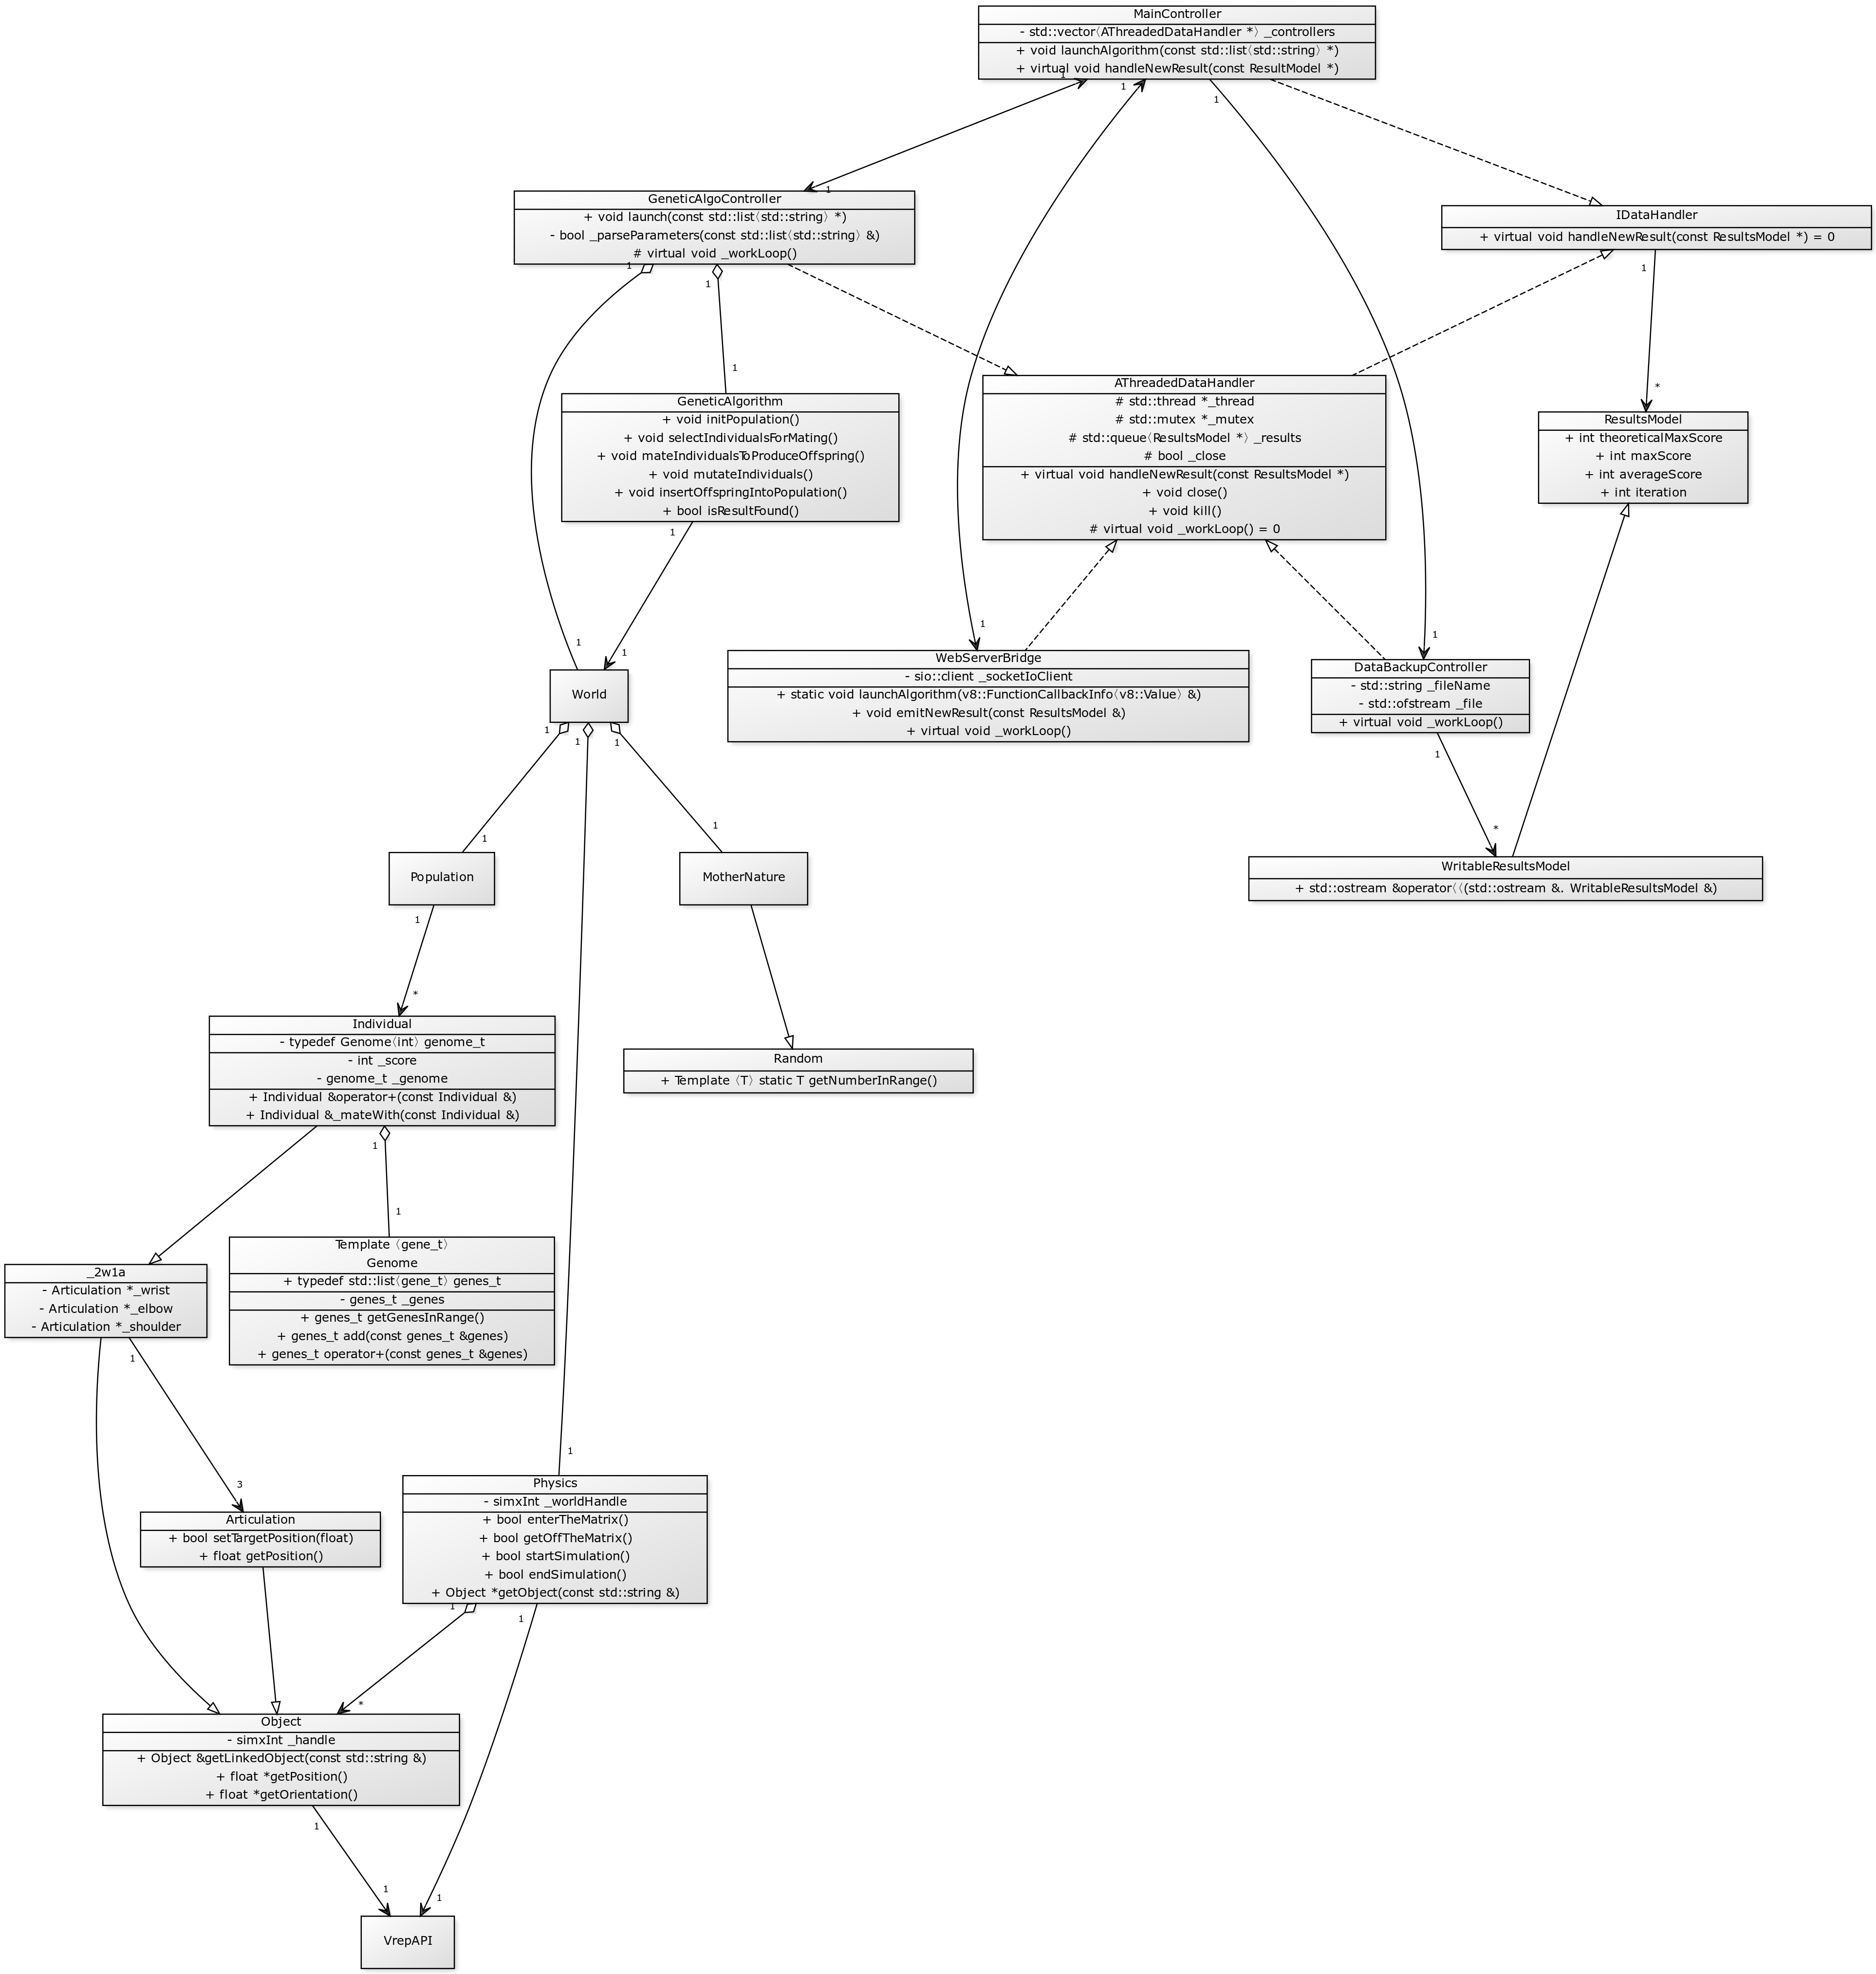 MainController
- std::vector〈AThreadedDataHandler *〉 _controllers
+ void launchAlgorithm(const std::list〈std::string〉 *)
+ virtual void handleNewResult(const ResultModel *)
1
1
1
1
GeneticAlgoController
+ void launch(const std::list〈std::string〉 *)
- bool _parseParameters(const std::list〈std::string〉 &)
# virtual void _workLoop()
IDataHandler
+ virtual void handleNewResult(const ResultsModel *) = 0
1
1
1
1
*
AThreadedDataHandler
# std::thread *_thread
# std::mutex *_mutex
# std::queue〈ResultsModel *〉 _results
# bool _close
+ virtual void handleNewResult(const ResultsModel *)
+ void close()
+ void kill()
# virtual void _workLoop() = 0
GeneticAlgorithm
+ void initPopulation()
+ void selectIndividualsForMating()
+ void mateIndividualsToProduceOffspring()
+ void mutateIndividuals()
+ void insertOffspringIntoPopulation()
+ bool isResultFound()
ResultsModel
+ int theoreticalMaxScore
+ int maxScore
+ int averageScore
+ int iteration
1
1
1
1
1
WebServerBridge
- sio::client _socketIoClient
+ static void launchAlgorithm(v8::FunctionCallbackInfo〈v8::Value〉 &)
+ void emitNewResult(const ResultsModel &)
+ virtual void _workLoop()
DataBackupController
- std::string _fileName
- std::ofstream _file
+ virtual void _workLoop()
World
1
1
1
1
1
1
*
Population
MotherNature
WritableResultsModel
+ std::ostream &operator〈〈(std::ostream &. WritableResultsModel &)
1
*
Individual
- typedef Genome〈int〉 genome_t
- int _score
- genome_t _genome
+ Individual &operator+(const Individual &)
+ Individual &_mateWith(const Individual &)
Random
+ Template 〈T〉 static T getNumberInRange()
1
1
Template 〈gene_t〉
Genome
+ typedef std::list〈gene_t〉 genes_t
- genes_t _genes
+ genes_t getGenesInRange()
+ genes_t add(const genes_t &genes)
+ genes_t operator+(const genes_t &genes)
_2w1a
- Articulation *_wrist
- Articulation *_elbow
- Articulation *_shoulder
1
1
3
Physics
- simxInt _worldHandle
+ bool enterTheMatrix()
+ bool getOffTheMatrix()
+ bool startSimulation()
+ bool endSimulation()
+ Object *getObject(const std::string &)
Articulation
+ bool setTargetPosition(float)
+ float getPosition()
1
1
*
Object
- simxInt _handle
+ Object &getLinkedObject(const std::string &)
+ float *getPosition()
+ float *getOrientation()
1
1
1
VrepAPI